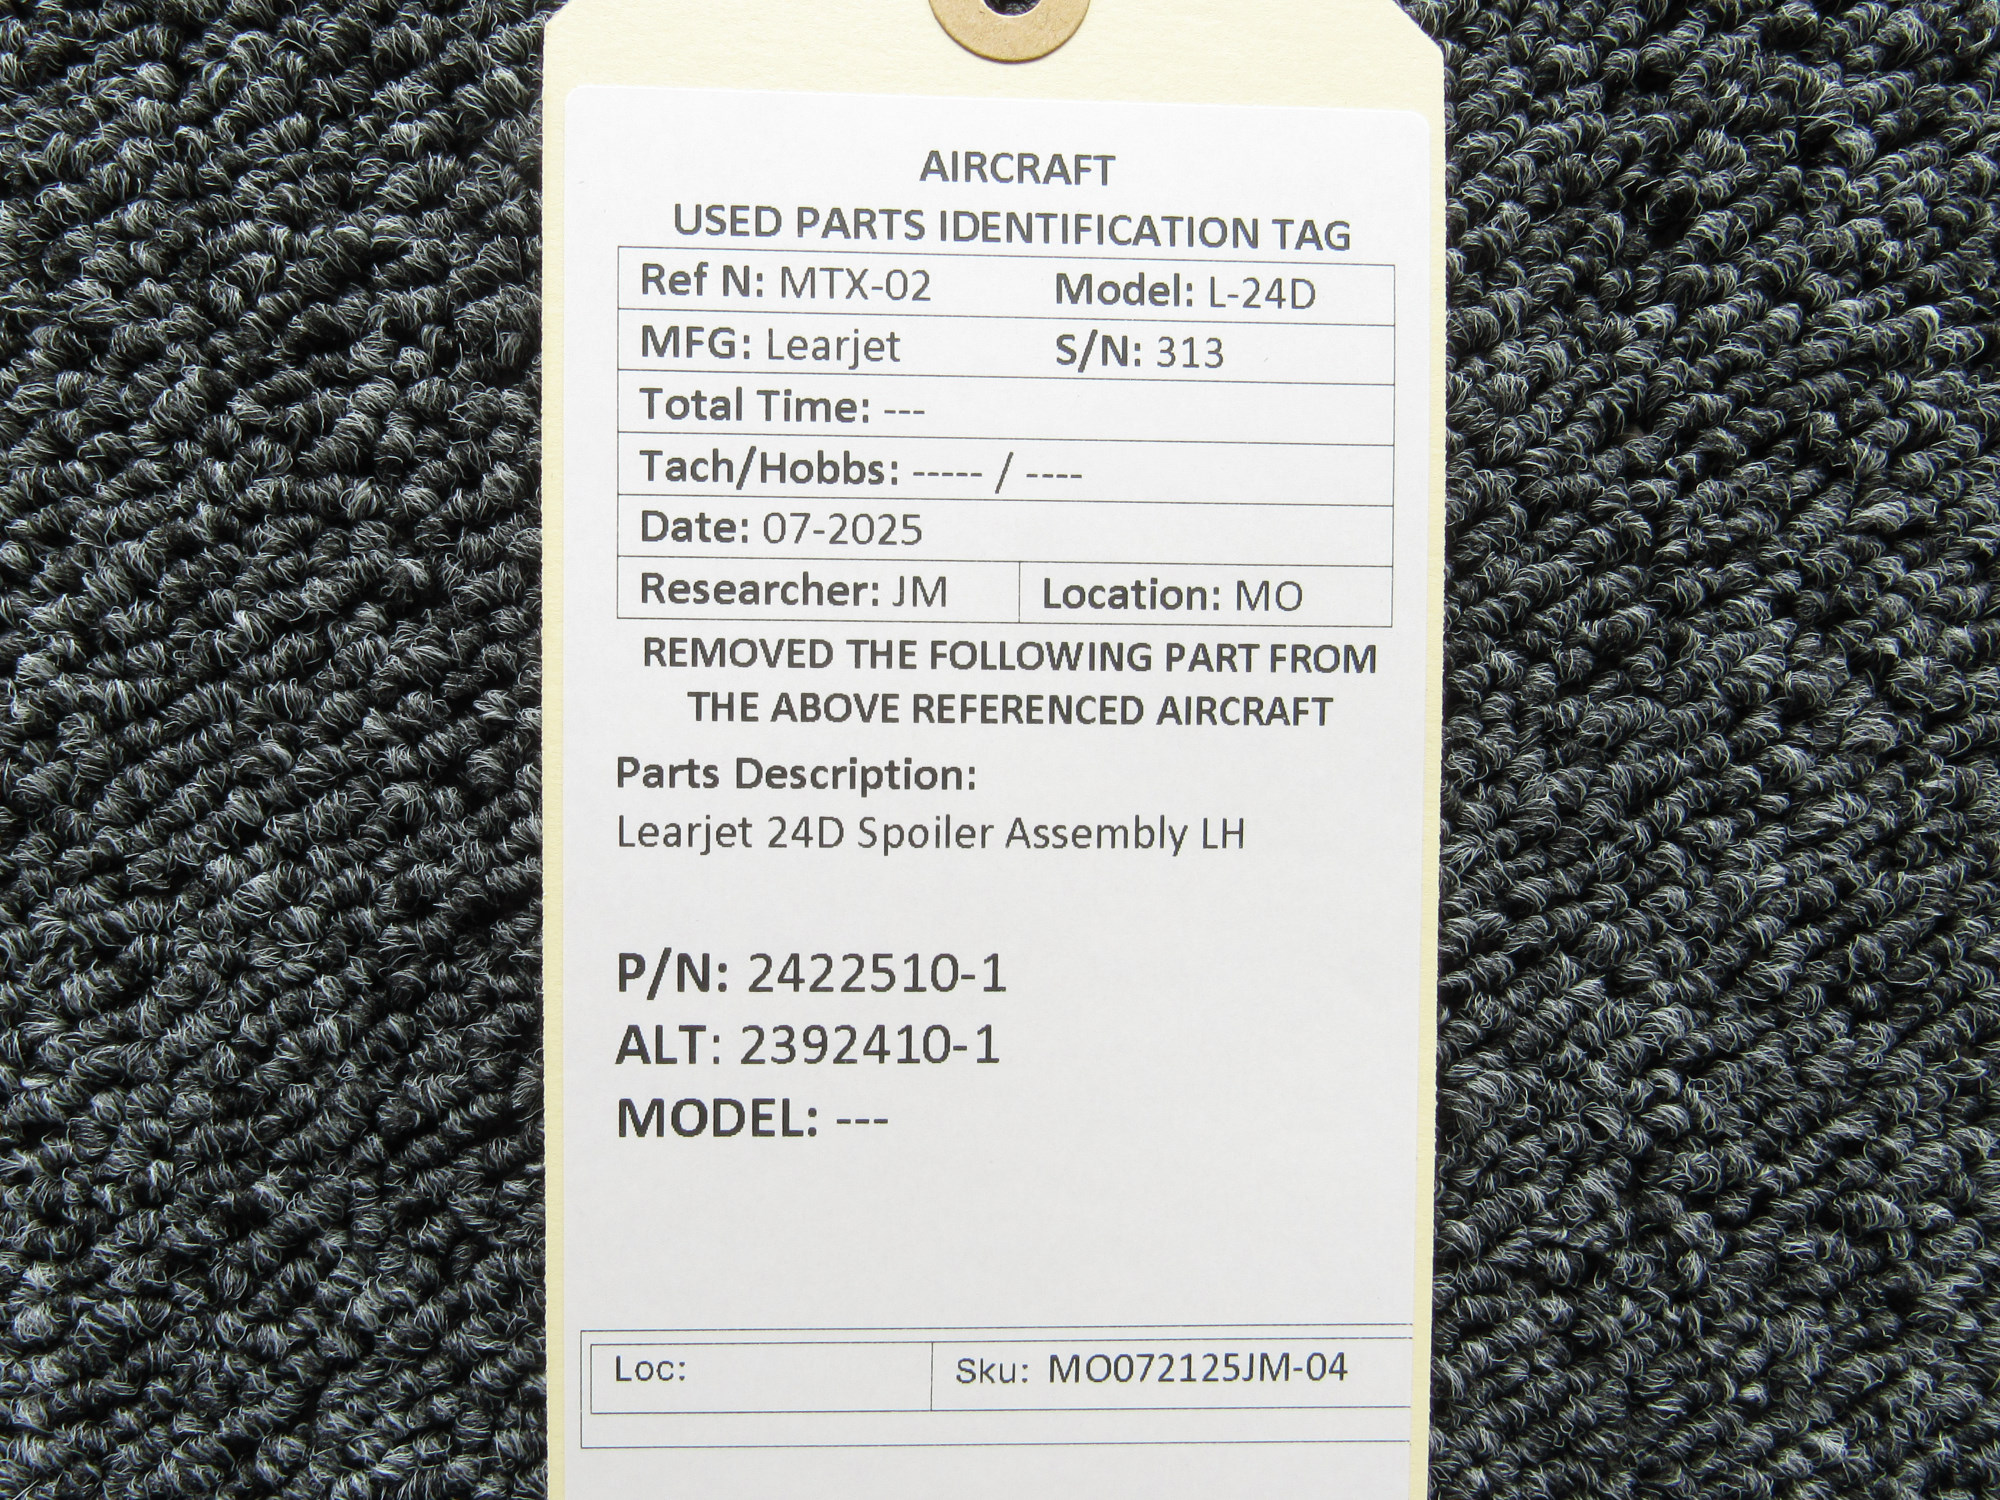 AIRCRAFT
USED PARTS IDENTIFICATION TAG
Ref N: MTX-02 Model: L-24D
MFG: Learjet S/N: 313
Total Time: ---
Tach/Hobbs: ----- / ----
Date: 07-2025
Researcher: JM Location: MO
REMOVED THE FOLLOWING PART FROM
THE ABOVE REFERENCED AIRCRAFT
Parts Description:
Learjet 24D Spoiler Assembly LH
P/N: 2422510-1
ALT: 2392410-1
MODEL: ---
Loc: Sku: MO072125JM-04